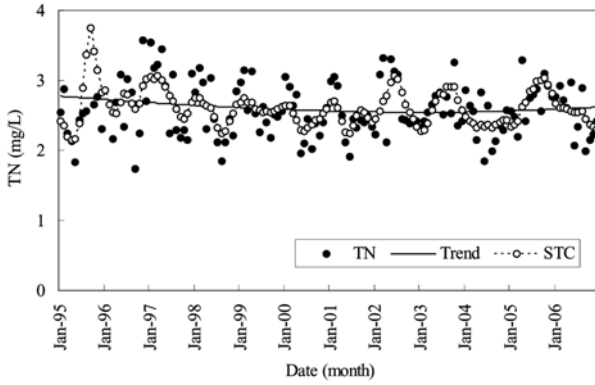 4
3
2
1
0
TN (mg/L)
TN Trend STC
Jan-95 Jan-96 Jan-97 Jan-98 Jan-99 Jan-00 Jan-01 Jan-02 Jan-03 Jan-04 Jan-05 Jan-06
Date (month)